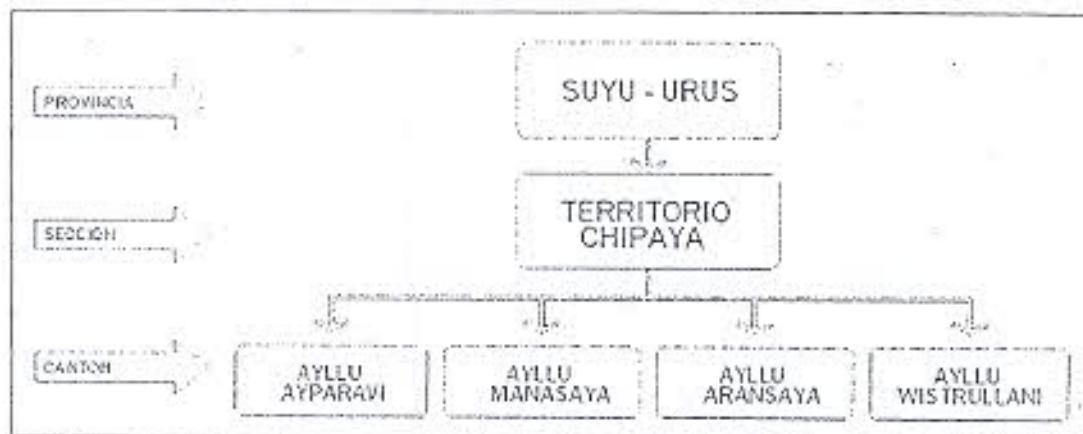 PROVINCIA
SUYU - URUS
SECCION
TERRITORIO
CHIPAYA
CANTON
AYLLU
AYPARAVI
AYLLU
MANASAYA
AYLLU
ARANSAYA
AYLLU
WISTRULLANI